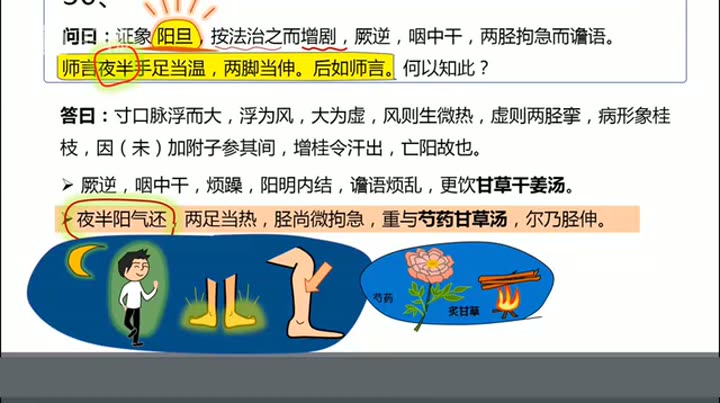 30、
问曰：证象阳旦，按法治之而增剧，厥逆，咽中干，两胫拘急而谵语。
师言夜半手足当温，两脚当伸。后如师言。何以知此？
答曰：寸口脉浮而大，浮为风，大为虚，风则生微热，虚则两胫挛，病形象桂
枝，因（未）加附子参其间，增桂令汗出，亡阳故也。
➢ 厥逆，咽中干，烦躁，阳明内结，谵语烦乱，更饮甘草干姜汤。
➢ 夜半阳气还，两足当热，胫尚微拘急，重与芍药甘草汤，尔乃胫伸。
芍药
炙甘草